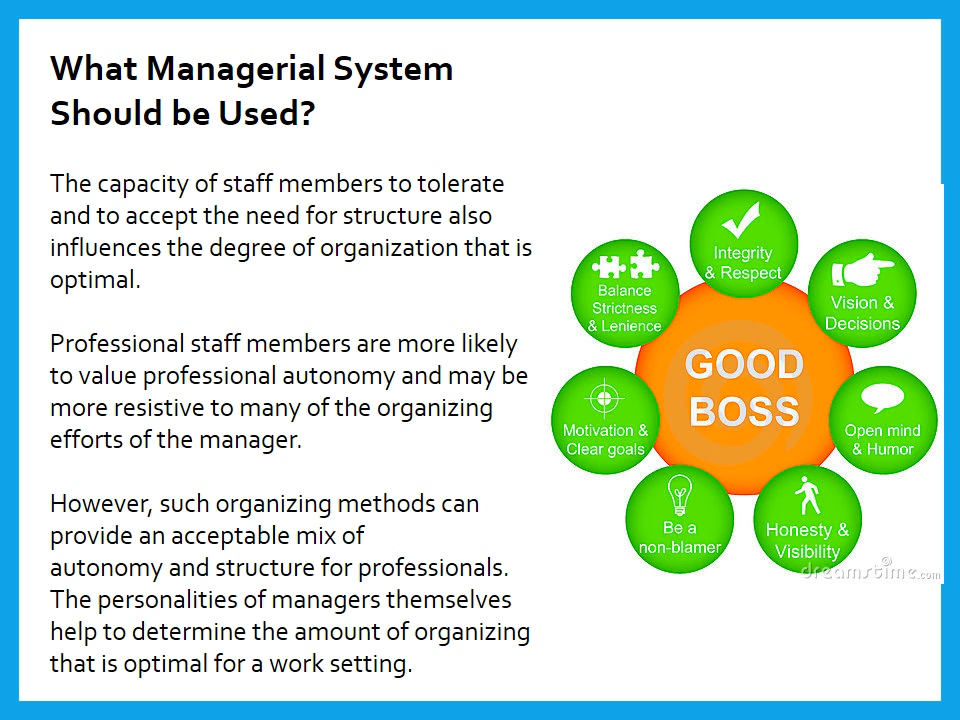 What Managerial System
Should be Used?
The capacity of staff members to tolerate
and to accept the need for structure also
influences the degree of organization that is
optimal.
Professional staff members are more likely
to value professional autonomy and may be
more resistive to many of the organizing
efforts of the manager.
However, such organizing methods can
provide an acceptable mix of
autonomy and structure for professionals.
The personalities of managers themselves
help to determine the amount of organizing
that is optimal for a work setting.
GOOD
BOSS
Integrity
& Respect
Vision &
Decisions
Open mind
& Humor
Honesty &
Visibility
Be a
non-blamer
Motivation &
Clear goals
Balance
Strictness
& Lenience
dreamstime.com